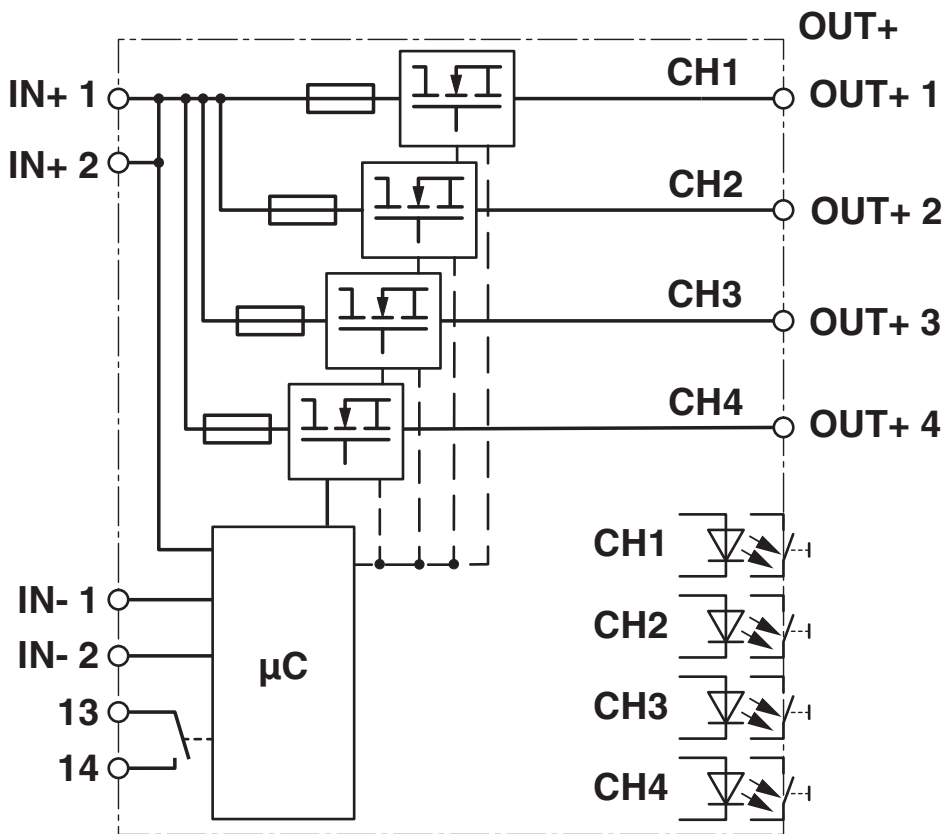 OUT+
IN+ 1
CH1
OUT+ 1
IN+ 2
CH2
OUT+ 2
CH3
OUT+ 3
CH4
OUT+ 4
CH1
IN- 1
CH2
IN- 2
µC
13
CH3
14
CH4